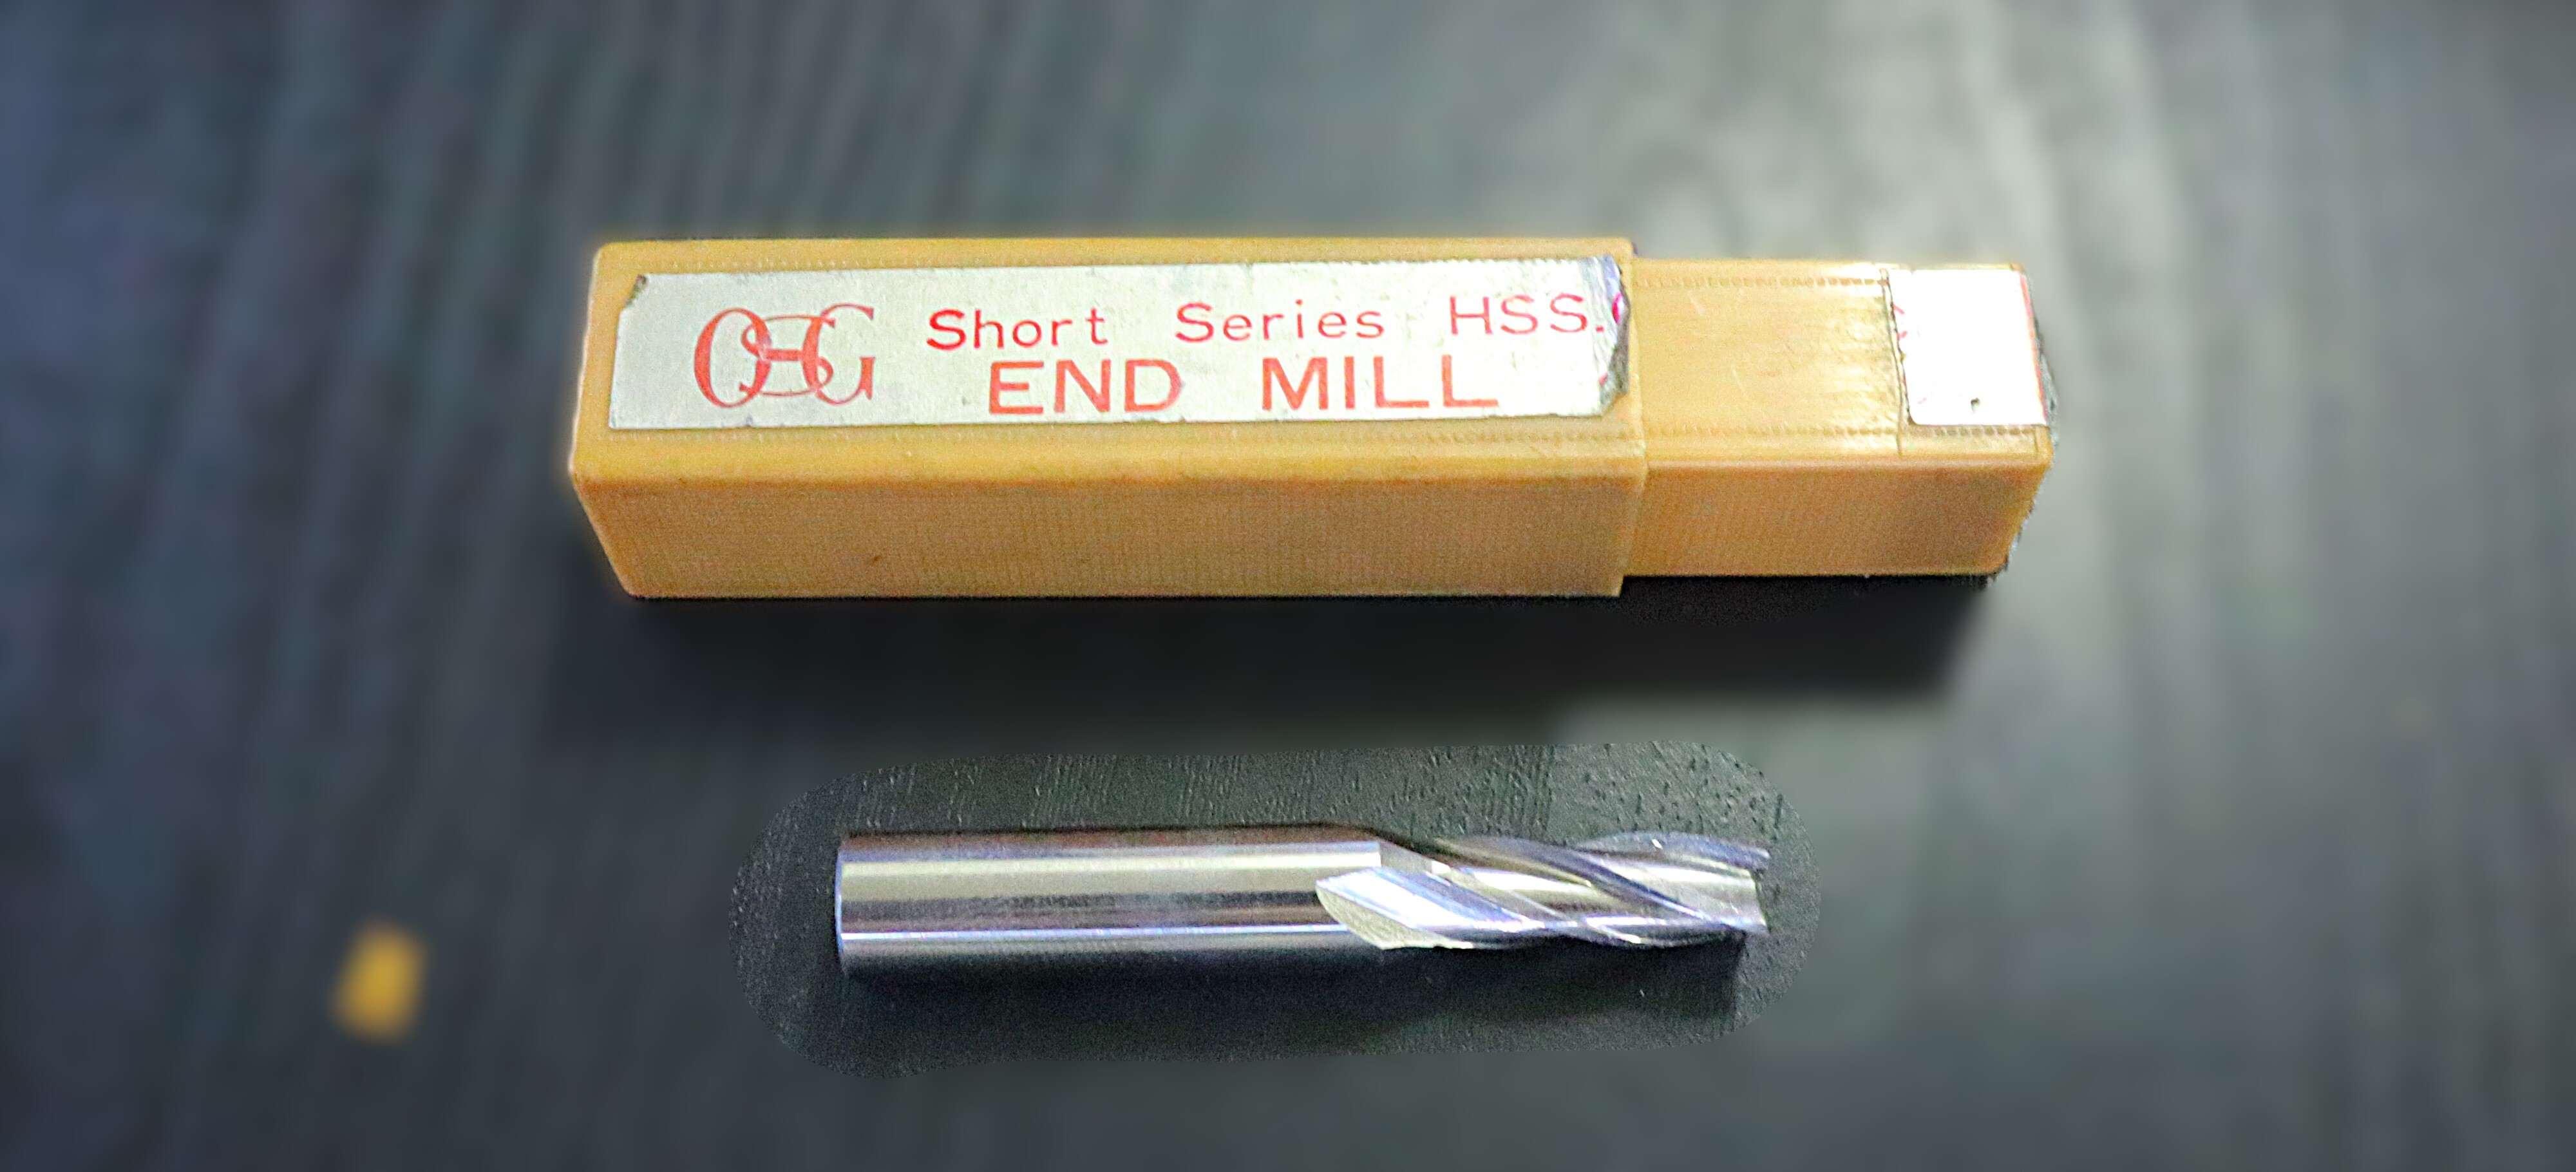 OSG Short Series HSS.
END MILL